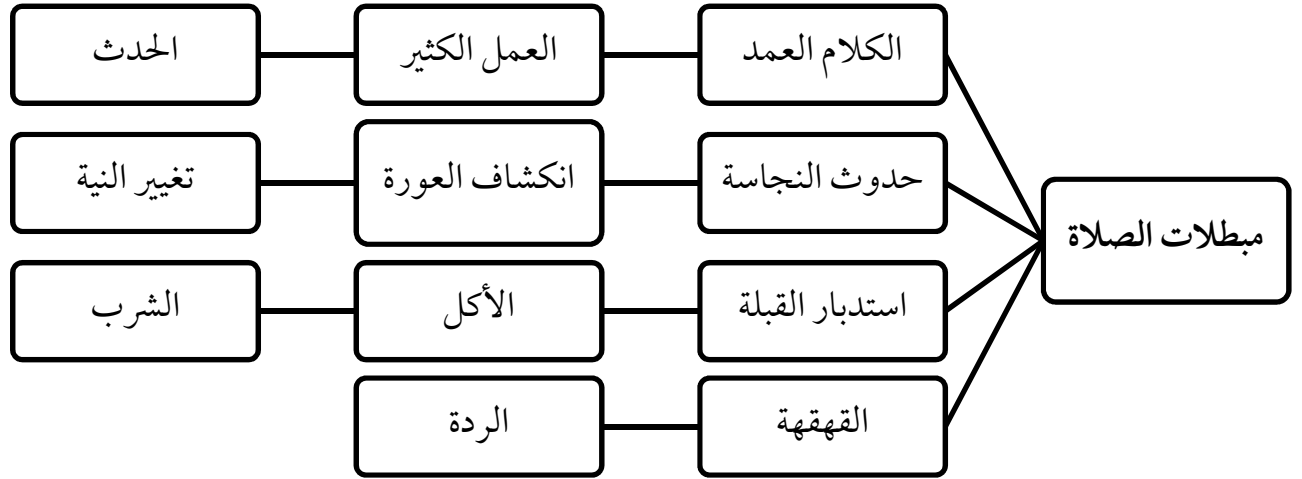 مبطلات الصلاة
الكلام العمد
العمل الكثير
الحدث
حدوث النجاسة
انكشاف العورة
تغيير النية
استدبار القبلة
الأكل
الشرب
القهقهة
الردة